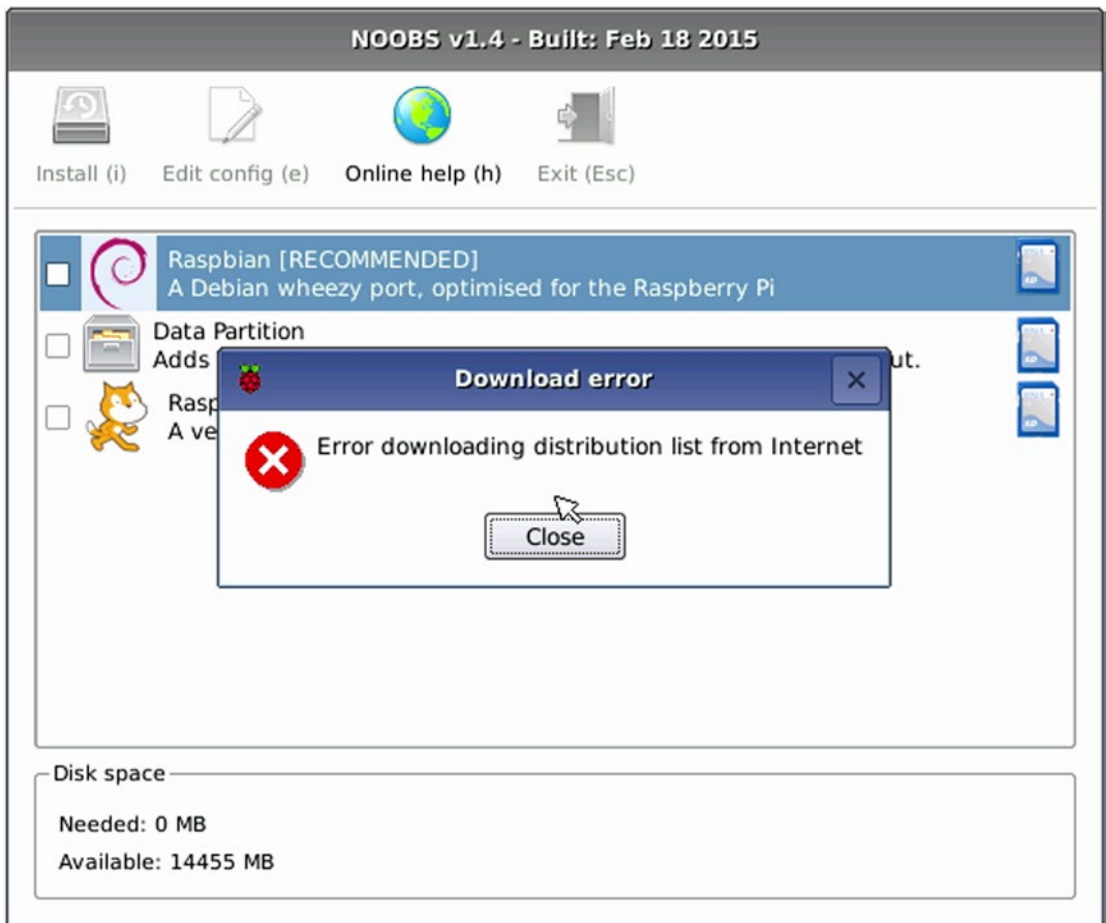 NOOBS v1.4 - Built: Feb 18 2015
Install (i) Edit config (e) Online help (h) Exit (Esc)
Raspbian [RECOMMENDED]
A Debian wheezy port, optimised for the Raspberry Pi
Data Partition
Adds ut.
Rasp
A ve
Download error
Error downloading distribution list from Internet
Close
Disk space
Needed: 0 MB
Available: 14455 MB